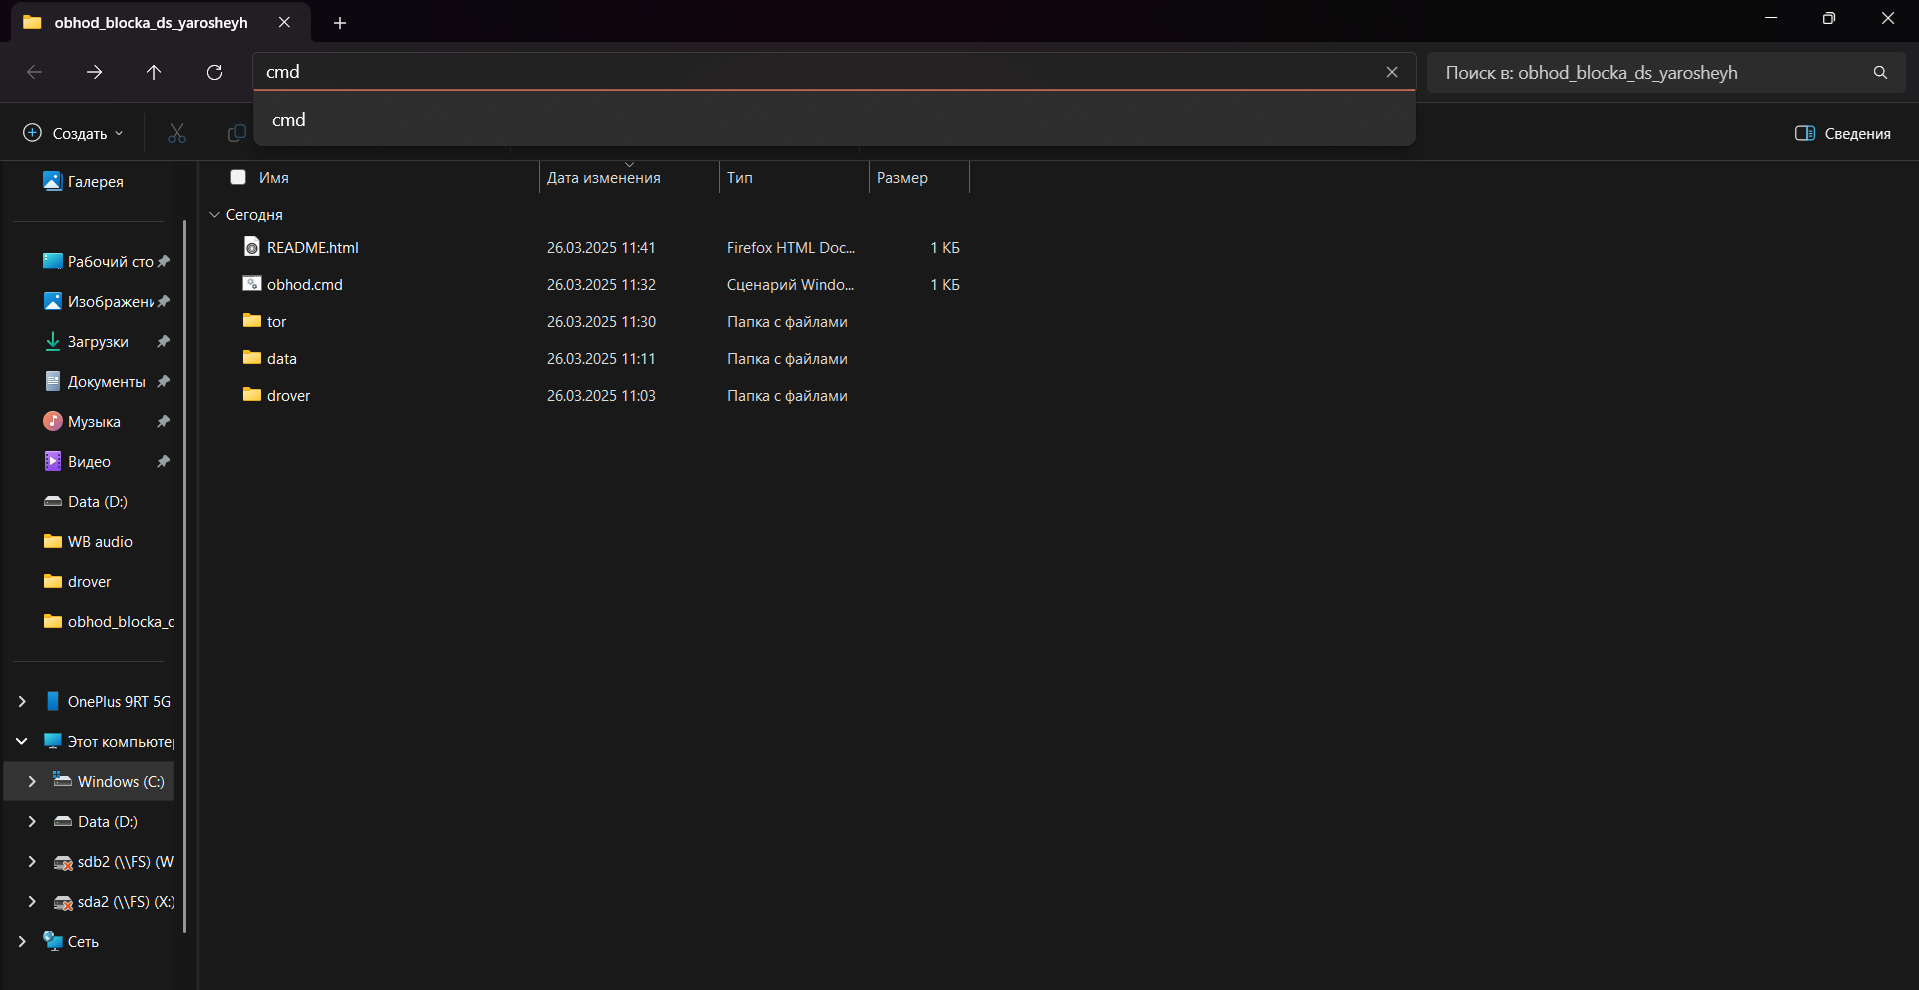 obhod_blocka_ds_yarosheyh
cmd
Поиск в: obhod_blocka_ds_yarosheyh
cmd
Создать
Сведения
Галерея
Рабочий сто
Изображени
Загрузки
Документы
Музыка
Видео
Data (D:)
WB audio
drover
obhod_blocka_d
OnePlus 9RT 5G
Этот компьютер
Windows (C:)
Data (D:)
sdb2 (\\FS) (W
sda2 (\\FS) (X:)
Сеть
Имя Дата изменения Тип Размер
Сегодня
README.html 26.03.2025 11:41 Firefox HTML Doc... 1 КБ
obhod.cmd 26.03.2025 11:32 Сценарий Windo... 1 КБ
tor 26.03.2025 11:30 Папка с файлами
data 26.03.2025 11:11 Папка с файлами
drover 26.03.2025 11:03 Папка с файлами